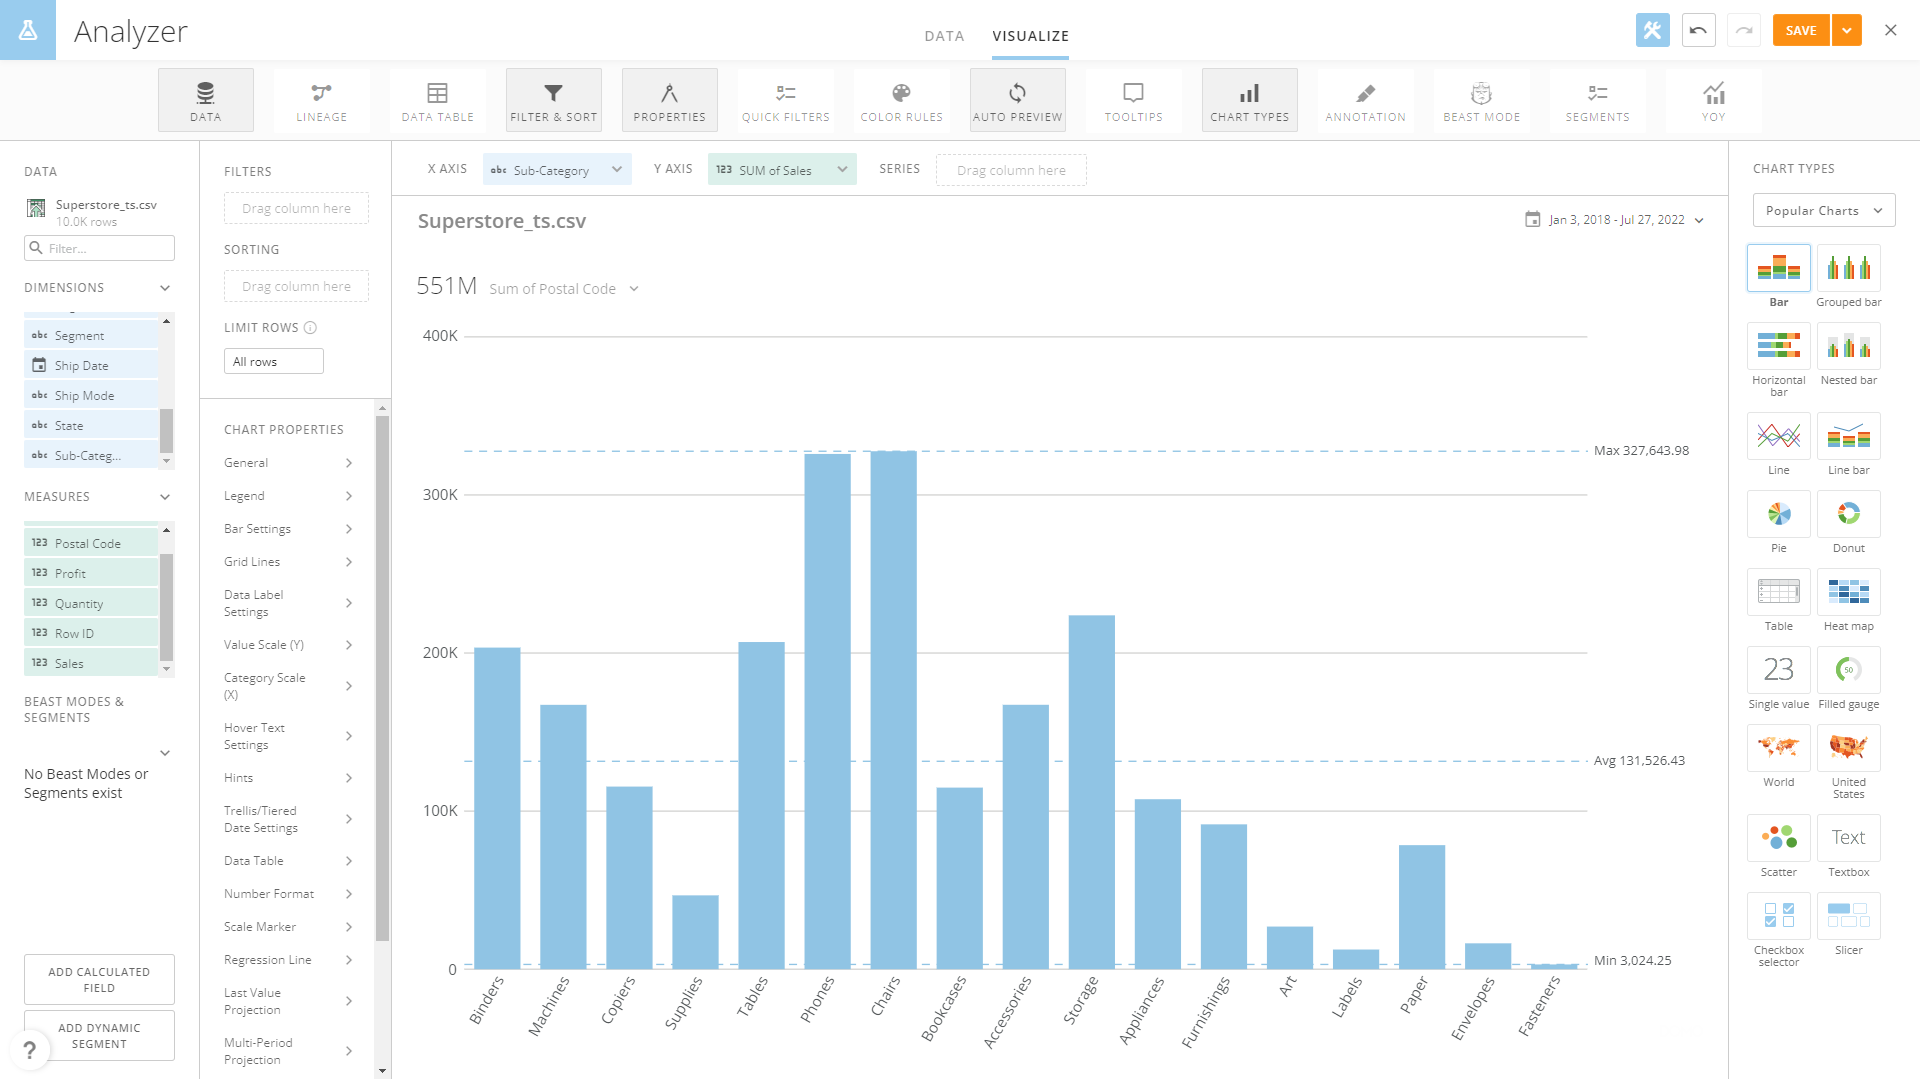 Analyzer
DATA
VISUALIZE
SAVE
DATA
LINEAGE
DATA TABLE
FILTER & SORT
PROPERTIES
QUICK FILTERS
COLOR RULES
AUTO PREVIEW
TOOLTIPS
CHART TYPES
ANNOTATION
BEAST MODE
SEGMENTS
YOY
DATA
Superstore_ts.csv
10.0K rows
Filter...
DIMENSIONS
abc Segment
Ship Date
abc Ship Mode
abc State
abc Sub-Categ...
MEASURES
123 Postal Code
123 Profit
123 Quantity
123 Row ID
123 Sales
BEAST MODES &
SEGMENTS
No Beast Modes or
Segments exist
ADD CALCULATED
FIELD
ADD DYNAMIC
SEGMENT
?
FILTERS
Drag column here
SORTING
Drag column here
LIMIT ROWS
All rows
CHART PROPERTIES
General
Legend
Bar Settings
Grid Lines
Data Label
Settings
Value Scale (Y)
Category Scale
(X)
Hover Text
Settings
Hints
Trellis/Tiered
Date Settings
Data Table
Number Format
Scale Marker
Regression Line
Last Value
Projection
Multi-Period
Projection
X AXIS
abc Sub-Category
Y AXIS
123 SUM of Sales
SERIES
Drag column here
Superstore_ts.csv
Jan 3, 2018 - Jul 27, 2022
551M Sum of Postal Code
400K
300K
200K
100K
0
Max 327,643.98
Avg 131,526.43
Min 3,024.25
Binders
Machines
Copiers
Supplies
Tables
Phones
Chairs
Bookcases
Accessories
Storage
Appliances
Furnishings
Art
Labels
Paper
Envelopes
Fasteners
CHART TYPES
Popular Charts
Bar
Grouped bar
Horizontal
bar
Nested bar
Line
Line bar
Pie
Donut
Table
Heat map
23
Single value
50
Filled gauge
World
United
States
Scatter
Text
Textbox
Checkbox
selector
Slicer